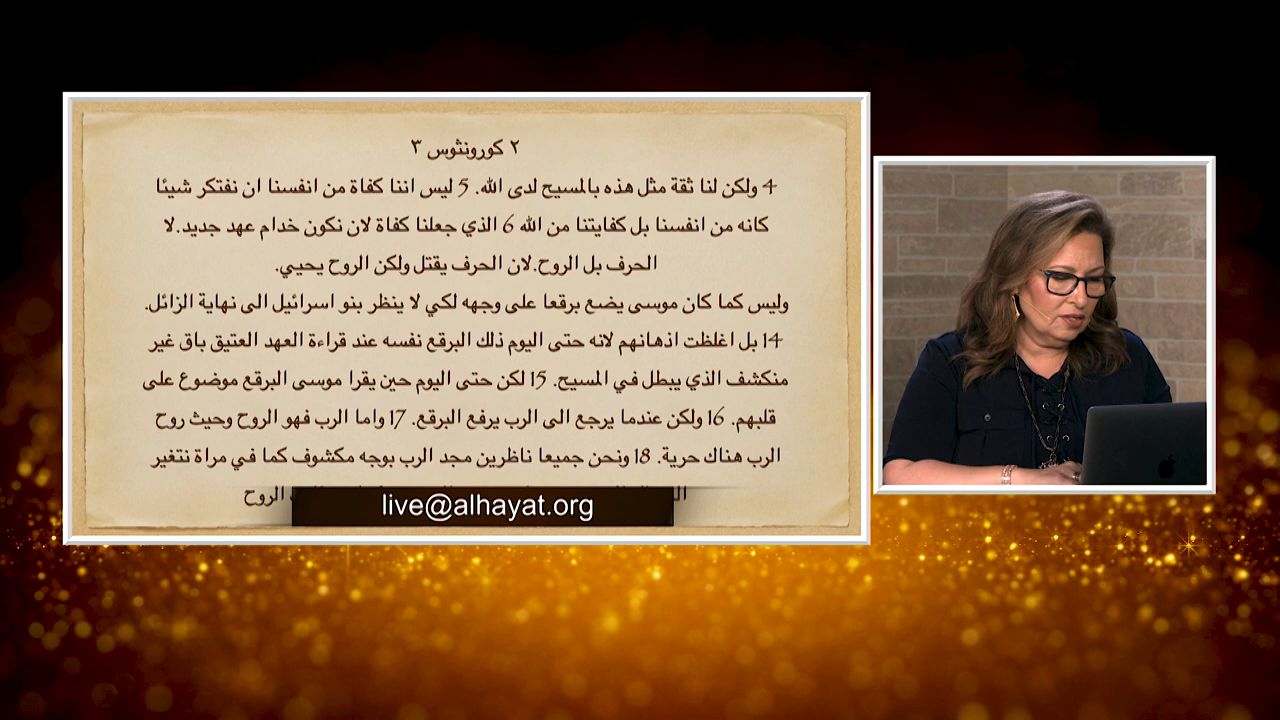 ٢ كورونثوس ٣
4 ولكن لنا ثقة مثل هذه بالمسيح لدى الله. 5 ليس اننا كفاة من انفسنا ان نفتكر شيئا
كانه من انفسنا بل كفايتنا من الله 6 الذي جعلنا كفاة لان نكون خدام عهد جديد.لا
الحرف بل الروح.لان الحرف يقتل ولكن الروح يحيي.
وليس كما كان موسى يضع برقعا على وجهه لكي لا ينظر بنو اسرائيل الى نهاية الزائل.
14 بل اغلظت اذهانهم لانه حتى اليوم ذلك البرقع نفسه عند قراءة العهد العتيق باق غير
منكشف الذي يبطل في المسيح. 15 لكن حتى اليوم حين يقرا موسى البرقع موضوع على
قلبهم. 16 ولكن عندما يرجع الى الرب يرفع البرقع. 17 واما الرب فهو الروح وحيث روح
الرب هناك حرية. 18 ونحن جميعا ناظرين مجد الرب بوجه مكشوف كما في مراة نتغير
الروح
live@alhayat.org